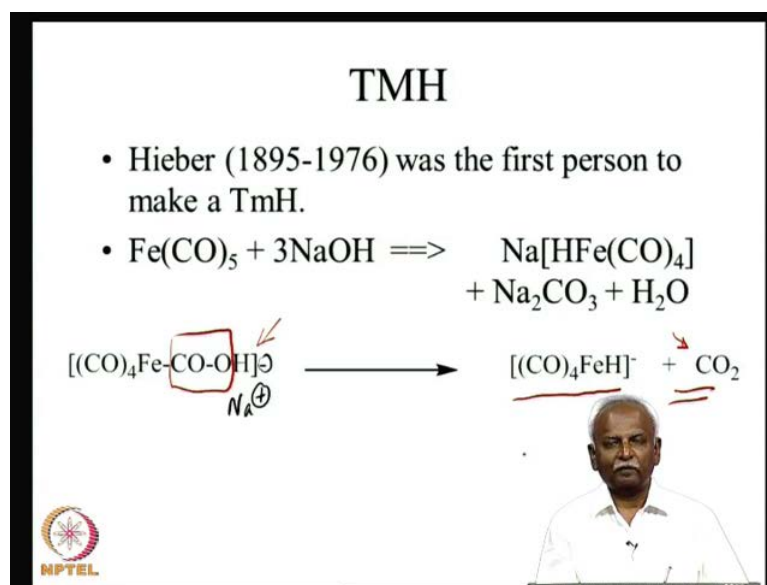 TMH
• Hieber (1895-1976) was the first person to
make a TmH.
• Fe(CO)₅ + 3NaOH ==> Na[HFe(CO)₄]
+ Na₂CO₃ + H₂O
[(CO)₄Fe-CO-OH]⊖ → [(CO)₄FeH]⁻ + CO₂
Na⊕
NPTEL